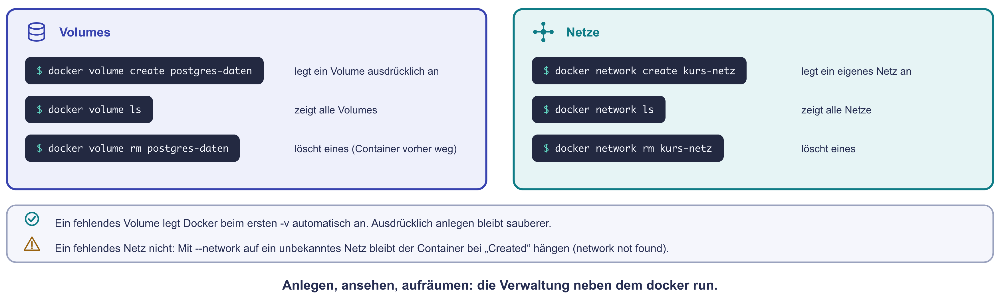 Volumes
$ docker volume create postgres-daten
legt ein Volume ausdrücklich an
$ docker volume ls
zeigt alle Volumes
$ docker volume rm postgres-daten
löscht eines (Container vorher weg)
Netze
$ docker network create kurs-netz
legt ein eigenes Netz an
$ docker network ls
zeigt alle Netze
$ docker network rm kurs-netz
löscht eines
Ein fehlendes Volume legt Docker beim ersten -v automatisch an. Ausdrücklich anlegen bleibt sauberer.
Ein fehlendes Netz nicht: Mit --network auf ein unbekanntes Netz bleibt der Container bei „Created“ hängen (network not found).
Anlegen, ansehen, aufräumen: die Verwaltung neben dem docker run.